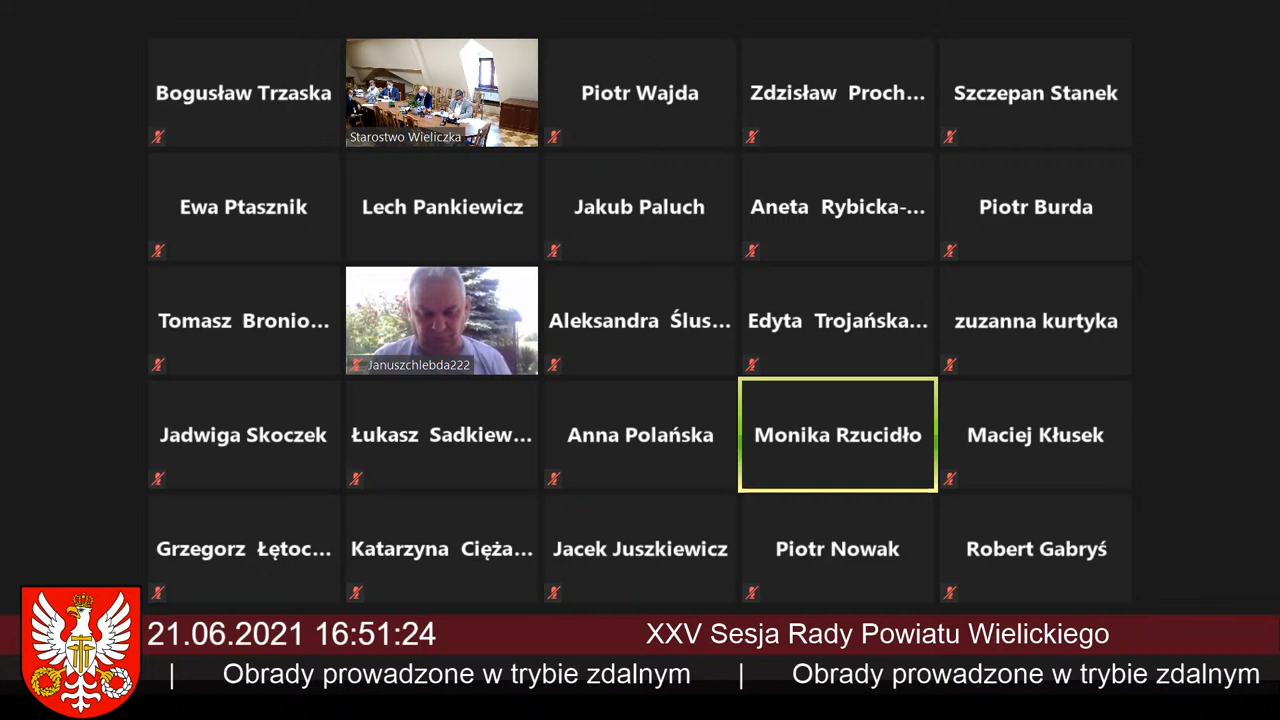 Bogusław Trzaska
Starostwo Wieliczka
Piotr Wajda
Zdzisław Proch...
Szczepan Stanek
Ewa Ptasznik
Lech Pankiewicz
Jakub Paluch
Aneta Rybicka-...
Piotr Burda
Tomasz Bronio...
Januszchlebda222
Aleksandra Ślus...
Edyta Trojańska...
zuzanna kurtyka
Jadwiga Skoczek
Łukasz Sadkiew...
Anna Polańska
Monika Rzucidło
Maciej Kłusek
Grzegorz Łętoc...
Katarzyna Cięża...
Jacek Juszkiewicz
Piotr Nowak
Robert Gabryś
21.06.2021 16:51:24
XXV Sesja Rady Powiatu Wielickiego
| Obrady prowadzone w trybie zdalnym | Obrady prowadzone w trybie zdalnym